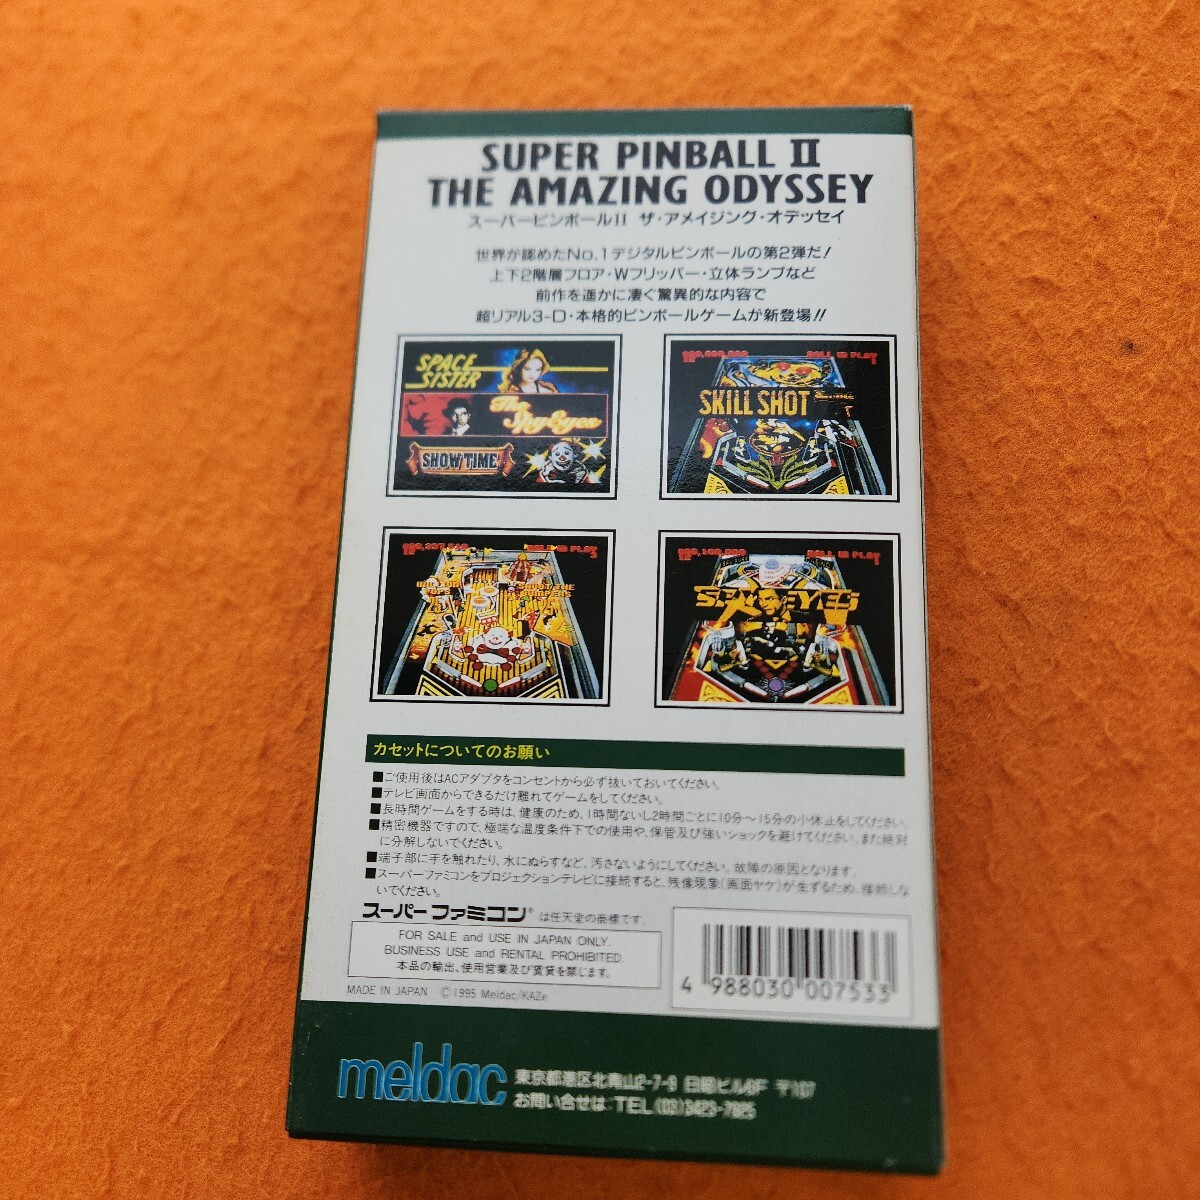 SUPER PINBALL II
THE AMAZING ODYSSEY
スーパーピンボールII ザ・アメイジング・オデッセイ
世界が認めたNo.1デジタルピンボールの第2弾だ!
上下2階層フロア・Wフリッパー・立体ランプなど
前作を遥かに凌ぐ驚異的な内容で
超リアル3-D・本格的ピンボールゲームが新登場!!
SPACE
SISTER
The
SpyEyes
SHOW TIME
BALL IN PLAY
SKILL SHOT
BALL IN PLAY
SHOOT THE
BUMPERS
BALL IN PLAY
カセットについてのお願い
■ご使用後はACアダプタをコンセントから必ず抜いておいてください。
■テレビ画面からできるだけ離れてゲームをしてください。
■長時間ゲームをする時は、健康のため、1時間ないし2時間ごとに10分〜15分の小休止をしてください。
■精密機器ですので、極端な温度条件下での使用や、保管及び強いショックを避けてください。また絶対
に分解しないでください。
■端子部に手を触れたり、水にぬらすなど、汚さないようにしてください。故障の原因となります。
■スーパーファミコンをプロジェクションテレビに接続すると、残像現象(画面ヤケ)が生ずるため、接続しな
いでください。
スーパーファミコン®は任天堂の商標です。
FOR SALE and USE IN JAPAN ONLY.
BUSINESS USE and RENTAL PROHIBITED.
本品の輸出、使用営業及び賃貸を禁じます。
MADE IN JAPAN ©1995 Meldac/KAZe
4 988030 007533
meldac
東京都港区北青山2-7-9 日昭ビル6F 〒107
お問い合せは:TEL (03)3423-7925